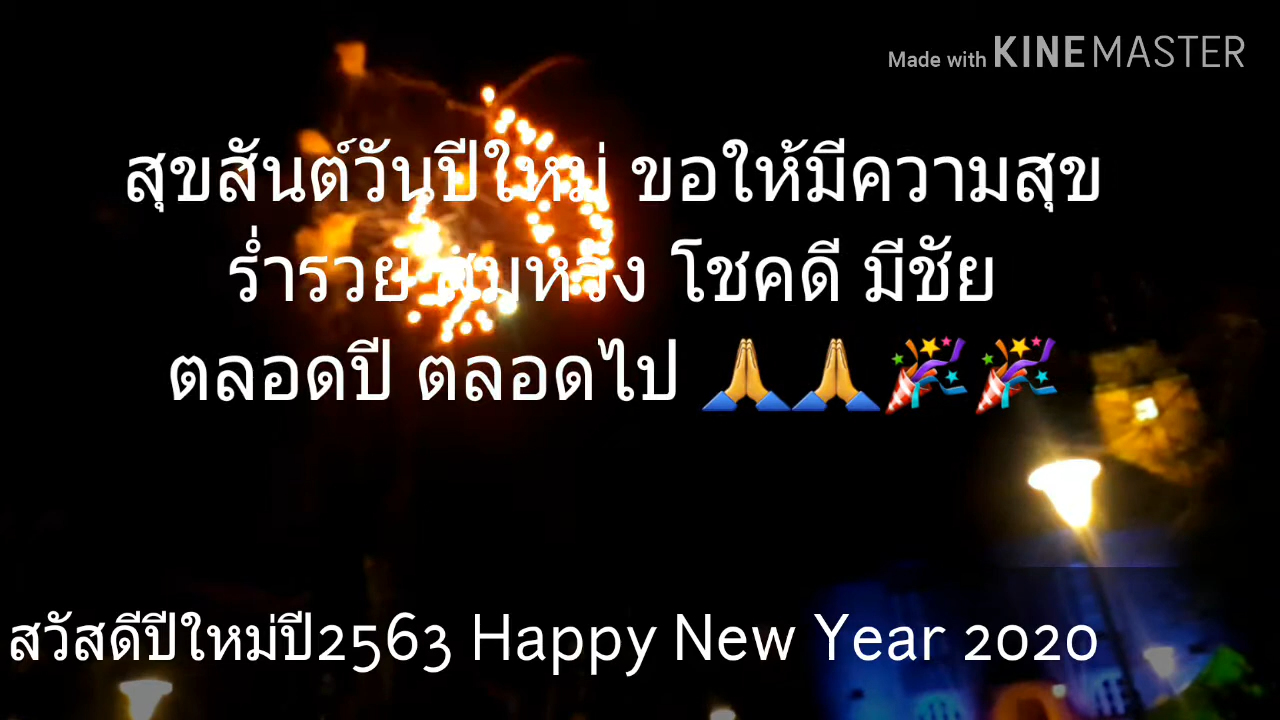 Made with KINEMASTER
สุขสันต์วันปีใหม่ ขอให้มีความสุข
ร่ำรวย สมหวัง โชคดี มีชัย
ตลอดปี ตลอดไป 🙏🙏🎉🎉
สวัสดีปีใหม่ปี2563 Happy New Year 2020